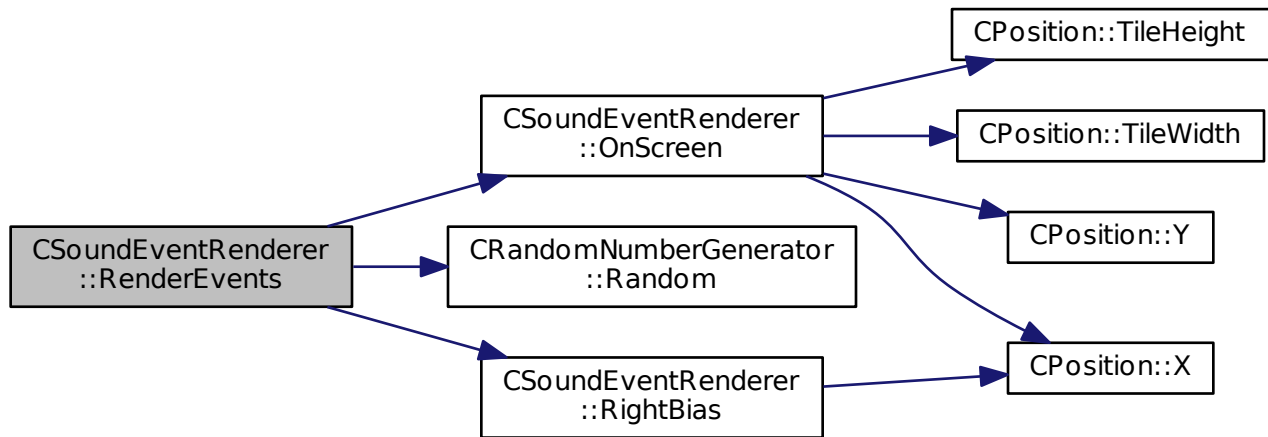 CSoundEventRenderer
::RenderEvents
CSoundEventRenderer
::OnScreen
CRandomNumberGenerator
::Random
CSoundEventRenderer
::RightBias
CPosition::TileHeight
CPosition::TileWidth
CPosition::Y
CPosition::X